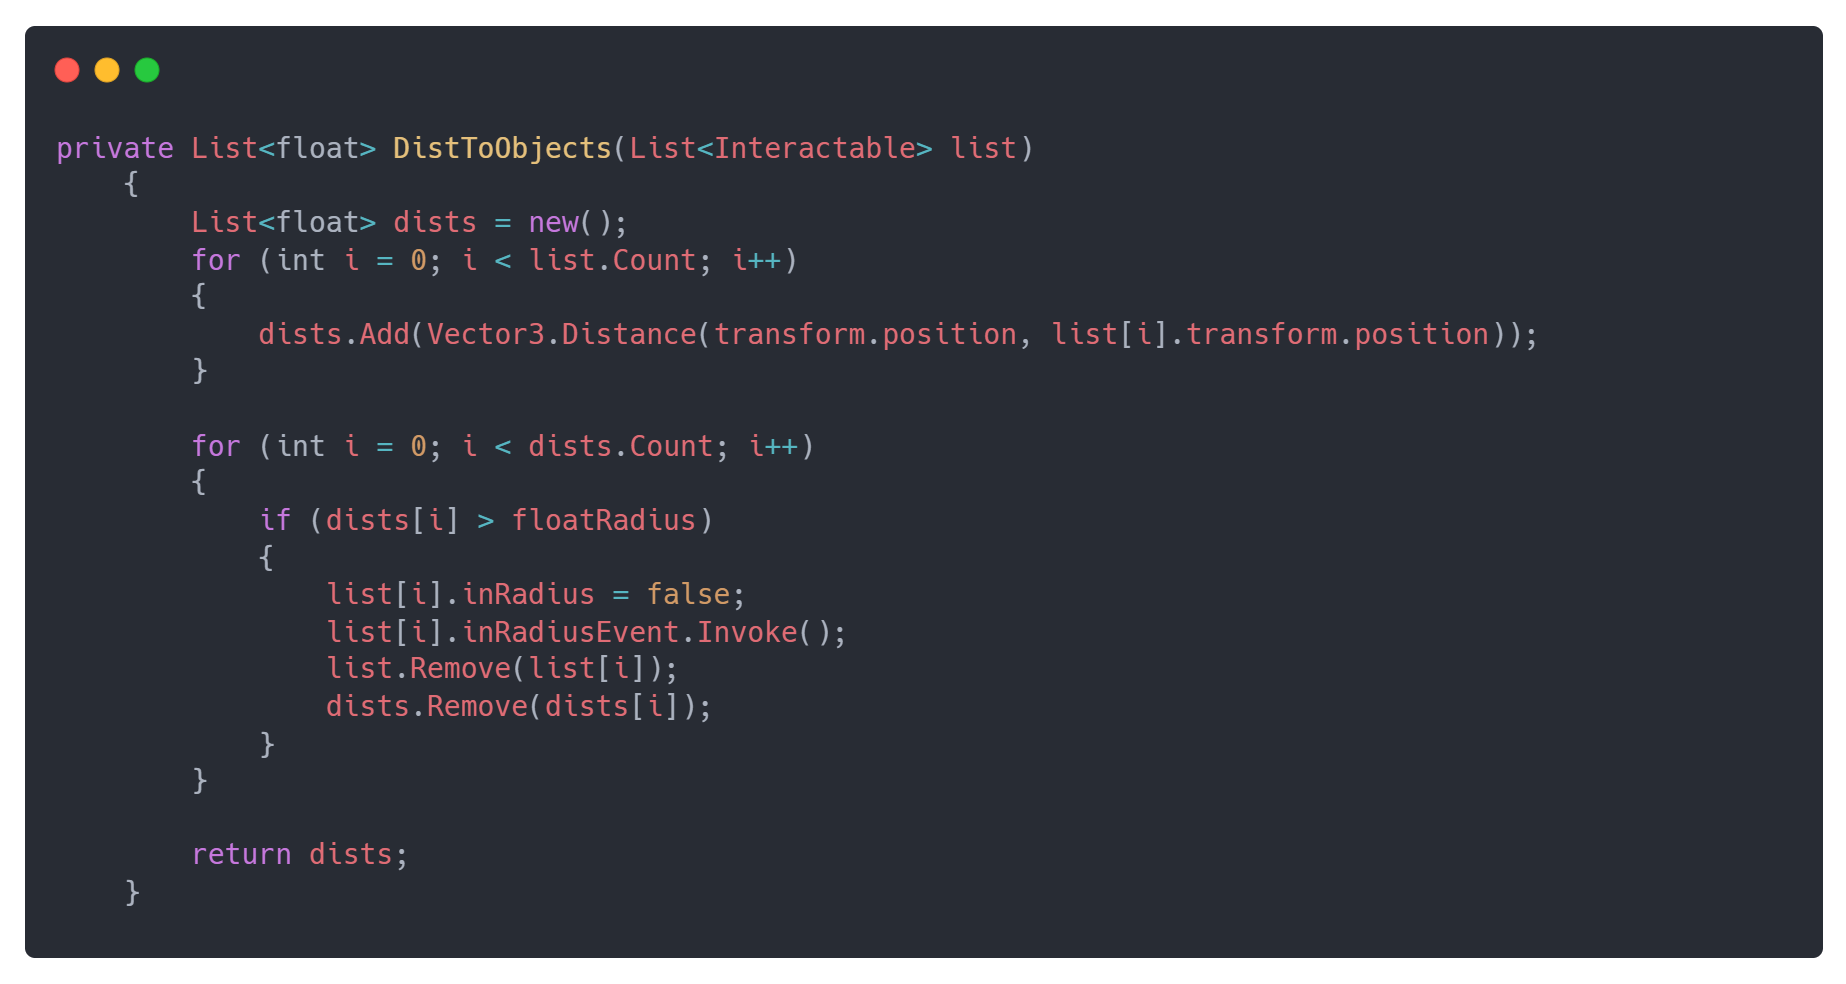 private List<float> DistToObjects(List<Interactable> list)
    {
        List<float> dists = new();
        for (int i = 0; i < list.Count; i++)
        {
            dists.Add(Vector3.Distance(transform.position, list[i].transform.position));
        }

        for (int i = 0; i < dists.Count; i++)
        {
            if (dists[i] > floatRadius)
            {
                list[i].inRadius = false;
                list[i].inRadiusEvent.Invoke();
                list.Remove(list[i]);
                dists.Remove(dists[i]);
            }
        }

        return dists;
    }